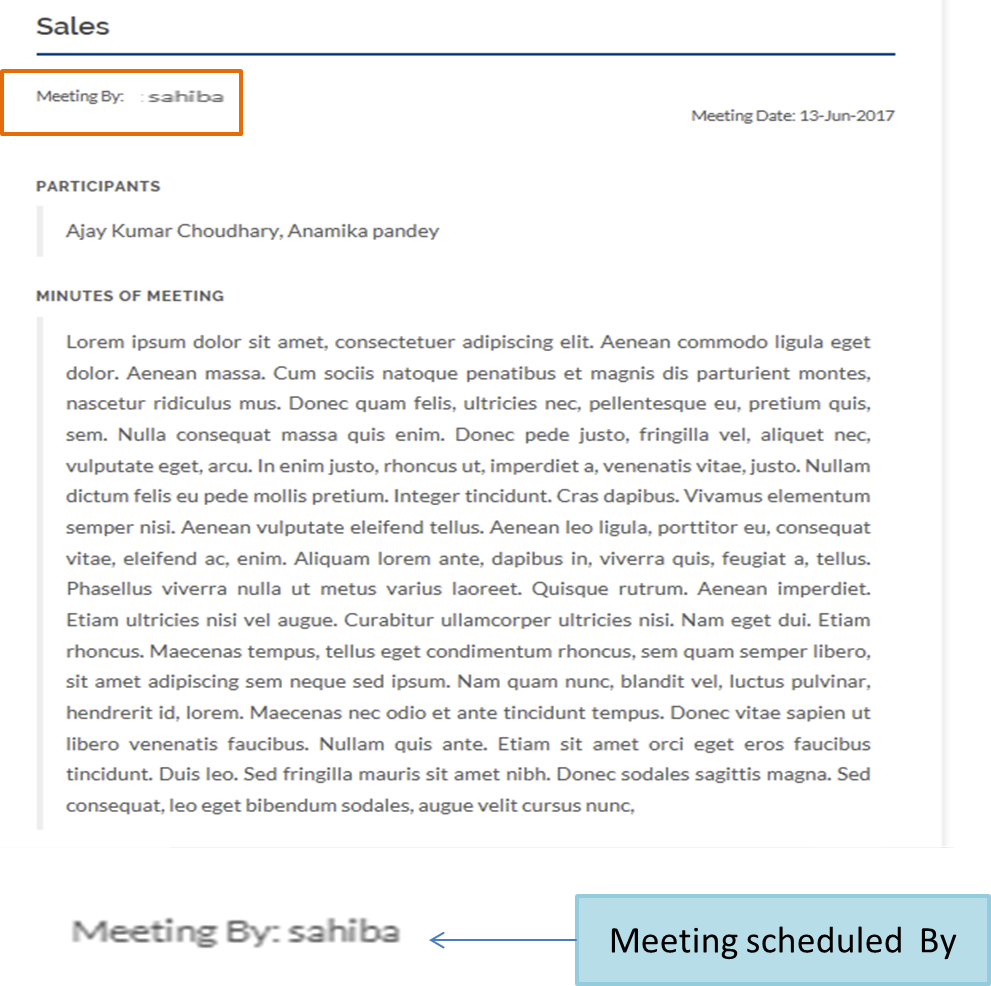 Sales
Meeting By: : sahiba
Meeting Date: 13-Jun-2017
PARTICIPANTS
Ajay Kumar Choudhary, Anamika pandey
MINUTES OF MEETING
Lorem ipsum dolor sit amet, consectetuer adipiscing elit. Aenean commodo ligula eget
dolor. Aenean massa. Cum sociis natoque penatibus et magnis dis parturient montes,
nascetur ridiculus mus. Donec quam felis, ultricies nec, pellentesque eu, pretium quis,
sem. Nulla consequat massa quis enim. Donec pede justo, fringilla vel, aliquet nec,
vulputate eget, arcu. In enim justo, rhoncus ut, imperdiet a, venenatis vitae, justo. Nullam
dictum felis eu pede mollis pretium. Integer tincidunt. Cras dapibus. Vivamus elementum
semper nisi. Aenean vulputate eleifend tellus. Aenean leo ligula, porttitor eu, consequat
vitae, eleifend ac, enim. Aliquam lorem ante, dapibus in, viverra quis, feugiat a, tellus.
Phasellus viverra nulla ut metus varius laoreet. Quisque rutrum. Aenean imperdiet.
Etiam ultricies nisi vel augue. Curabitur ullamcorper ultricies nisi. Nam eget dui. Etiam
rhoncus. Maecenas tempus, tellus eget condimentum rhoncus, sem quam semper libero,
sit amet adipiscing sem neque sed ipsum. Nam quam nunc, blandit vel, luctus pulvinar,
hendrerit id, lorem. Maecenas nec odio et ante tincidunt tempus. Donec vitae sapien ut
libero venenatis faucibus. Nullam quis ante. Etiam sit amet orci eget eros faucibus
tincidunt. Duis leo. Sed fringilla mauris sit amet nibh. Donec sodales sagittis magna. Sed
consequat, leo eget bibendum sodales, augue velit cursus nunc,
Meeting By: sahiba
Meeting scheduled By